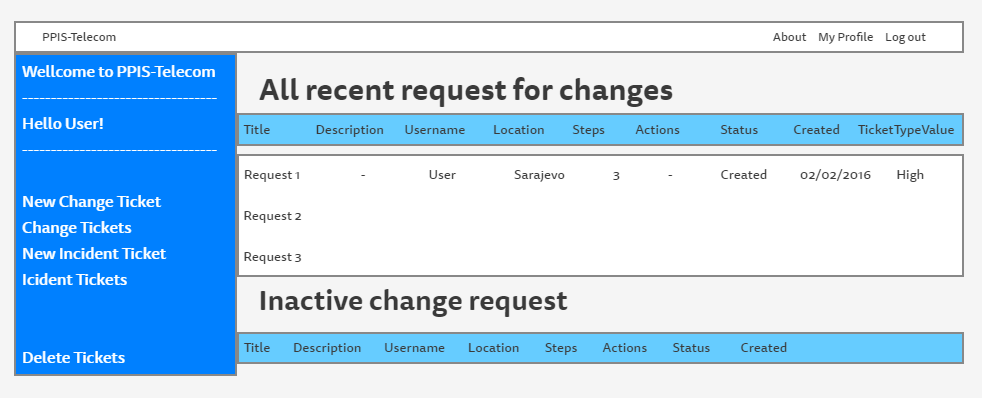 PPIS-Telecom About My Profile Log out
Wellcome to PPIS-Telecom
----------------------------------
Hello User!
----------------------------------
New Change Ticket
Change Tickets
New Incident Ticket
Icident Tickets
Delete Tickets
All recent request for changes
Title Description Username Location Steps Actions Status Created TicketTypeValue
Request 1 - User Sarajevo 3 - Created 02/02/2016 High
Request 2
Request 3
Inactive change request
Title Description Username Location Steps Actions Status Created